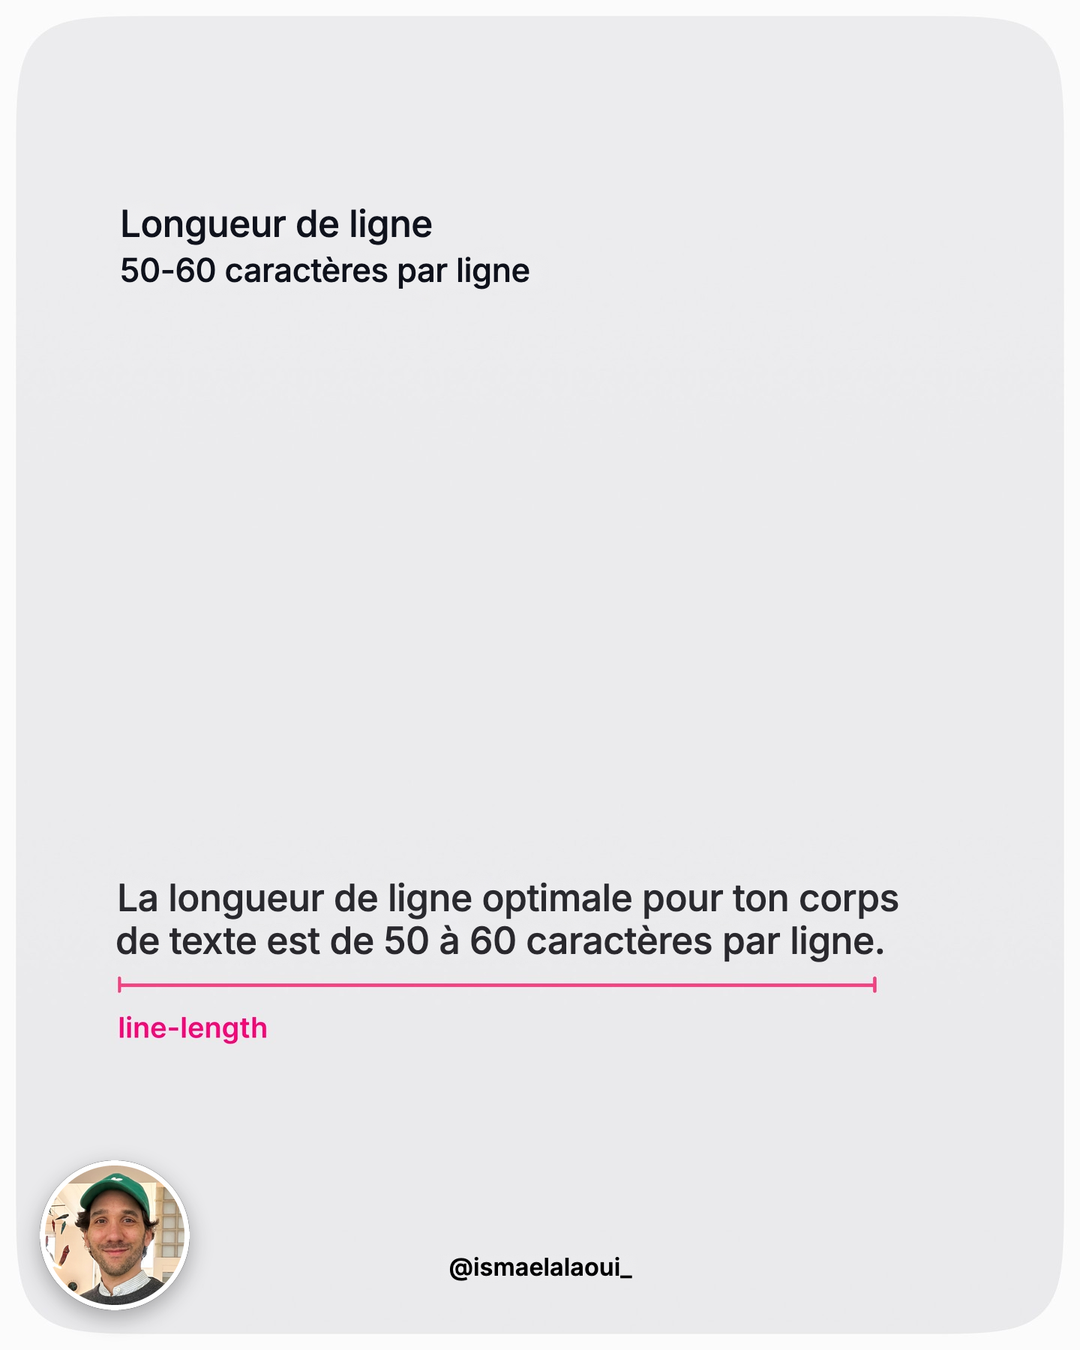 Longueur de ligne
50-60 caractères par ligne
La longueur de ligne optimale pour ton corps
de texte est de 50 à 60 caractères par ligne.
line-length
@ismaelalaoui_